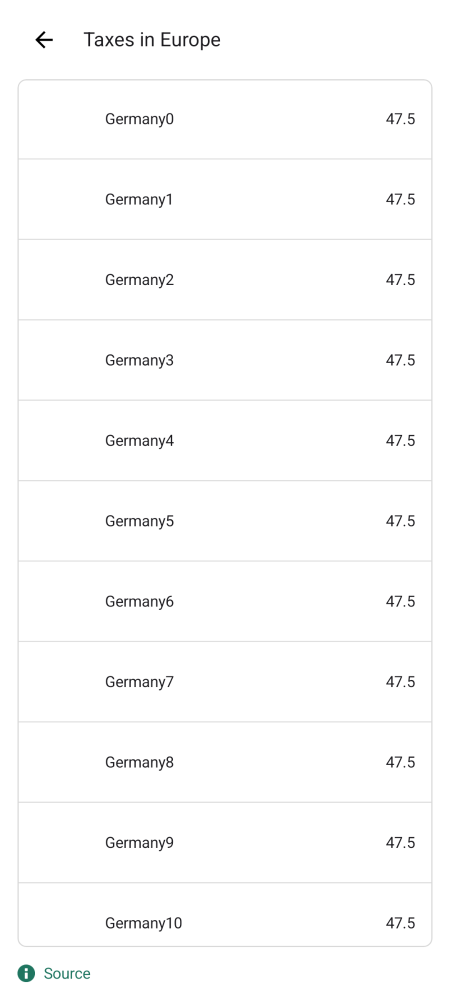 Taxes in Europe
Germany0 47.5
Germany1 47.5
Germany2 47.5
Germany3 47.5
Germany4 47.5
Germany5 47.5
Germany6 47.5
Germany7 47.5
Germany8 47.5
Germany9 47.5
Germany10 47.5
Source